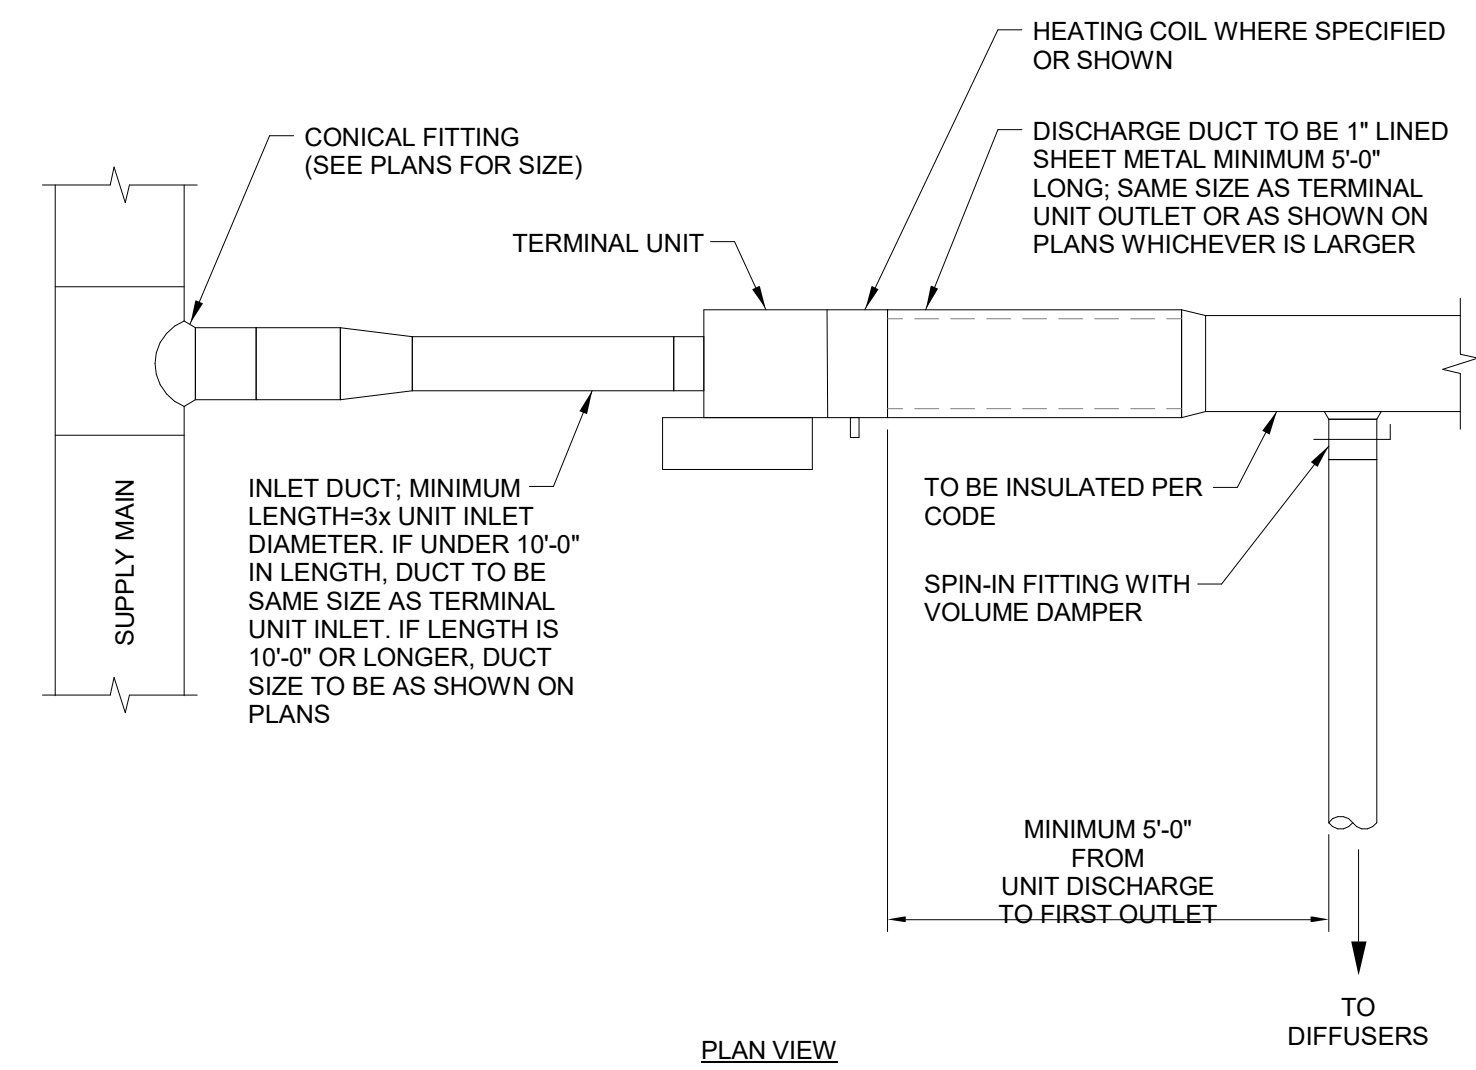 HEATING COIL WHERE SPECIFIED
OR SHOWN
CONICAL FITTING
(SEE PLANS FOR SIZE)
DISCHARGE DUCT TO BE 1" LINED
SHEET METAL MINIMUM 5'-0"
LONG; SAME SIZE AS TERMINAL
UNIT OUTLET OR AS SHOWN ON
PLANS WHICHEVER IS LARGER
TERMINAL UNIT
SUPPLY MAIN
INLET DUCT; MINIMUM
LENGTH=3x UNIT INLET
DIAMETER. IF UNDER 10'-0"
IN LENGTH, DUCT TO BE
SAME SIZE AS TERMINAL
UNIT INLET. IF LENGTH IS
10'-0" OR LONGER, DUCT
SIZE TO BE AS SHOWN ON
PLANS
TO BE INSULATED PER
CODE
SPIN-IN FITTING WITH
VOLUME DAMPER
MINIMUM 5'-0"
FROM
UNIT DISCHARGE
TO FIRST OUTLET
TO
DIFFUSERS
PLAN VIEW